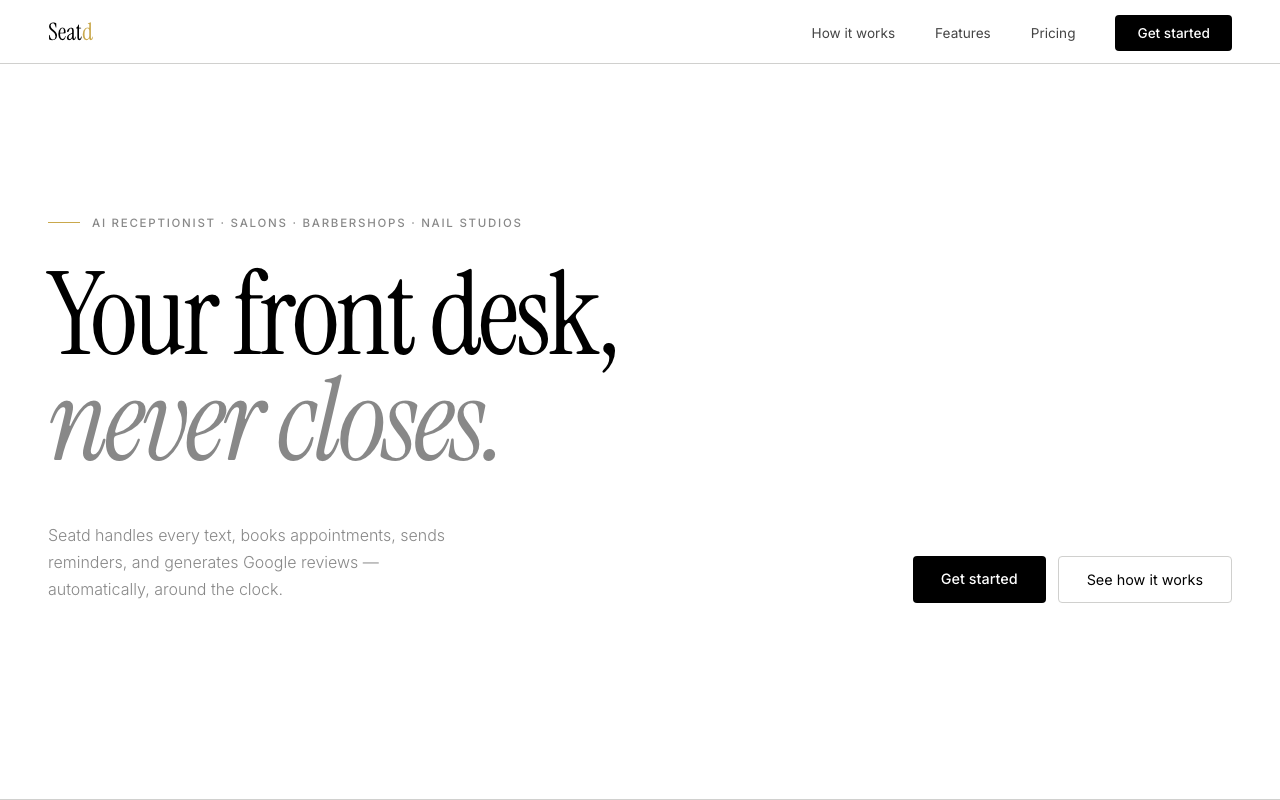 Seatd
How it works
Features
Pricing
Get started
AI RECEPTIONIST · SALONS · BARBERSHOPS · NAIL STUDIOS
Your front desk,
never closes.
Seatd handles every text, books appointments, sends
reminders, and generates Google reviews —
automatically, around the clock.
Get started
See how it works